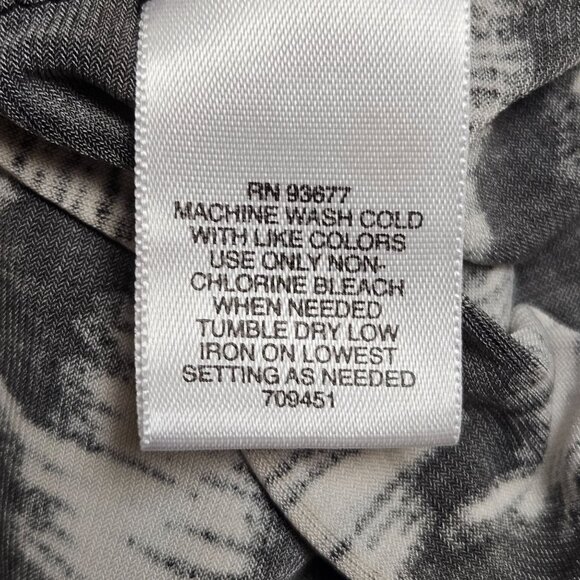 RN 93677
MACHINE WASH COLD
WITH LIKE COLORS
USE ONLY NON-
CHLORINE BLEACH
WHEN NEEDED
TUMBLE DRY LOW
IRON ON LOWEST
SETTING AS NEEDED
709451